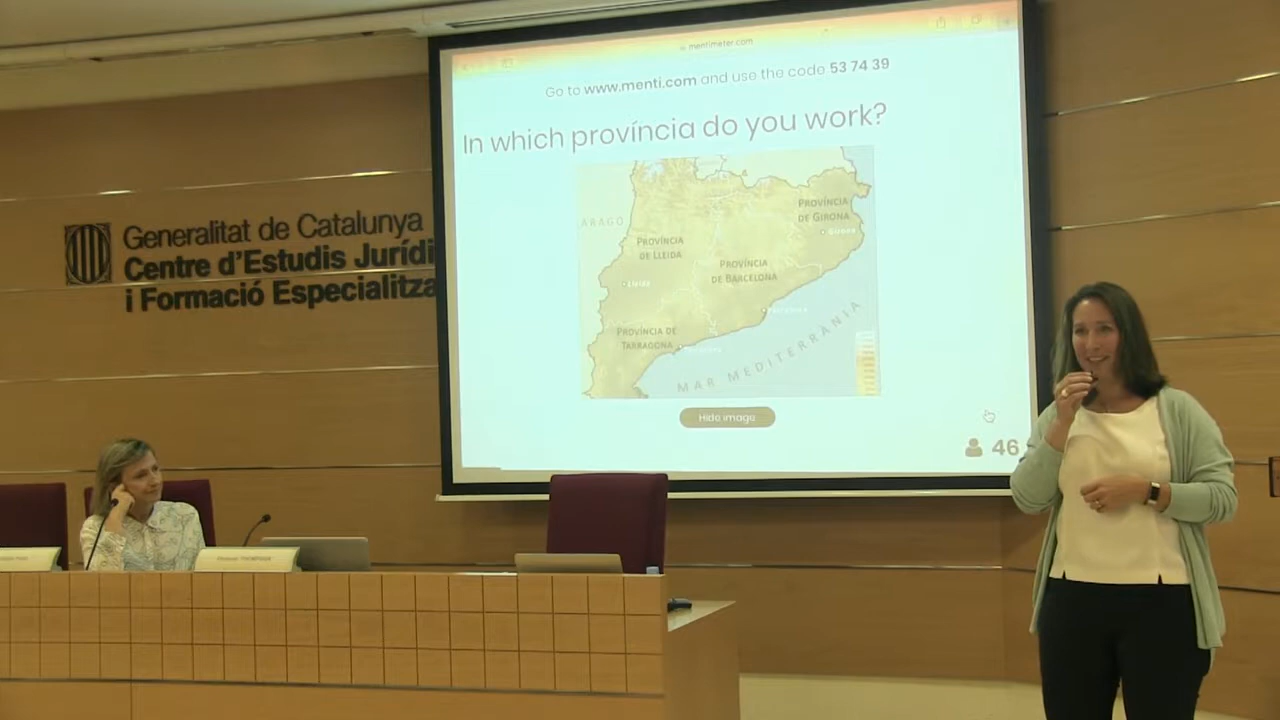 Generalitat de Catalunya
Centre d'Estudis Jurídi
i Formació Especialitza
mentimeter.com
Go to www.menti.com and use the code 53 74 39
In which província do you work?
ARAGÓ
PROVÍNCIA
DE GIRONA
Girona
PROVÍNCIA
DE LLEIDA
PROVÍNCIA
DE BARCELONA
Lleida
Barcelona
PROVÍNCIA DE
TARRAGONA
MAR MEDITERRÀNIA
Hide image
46